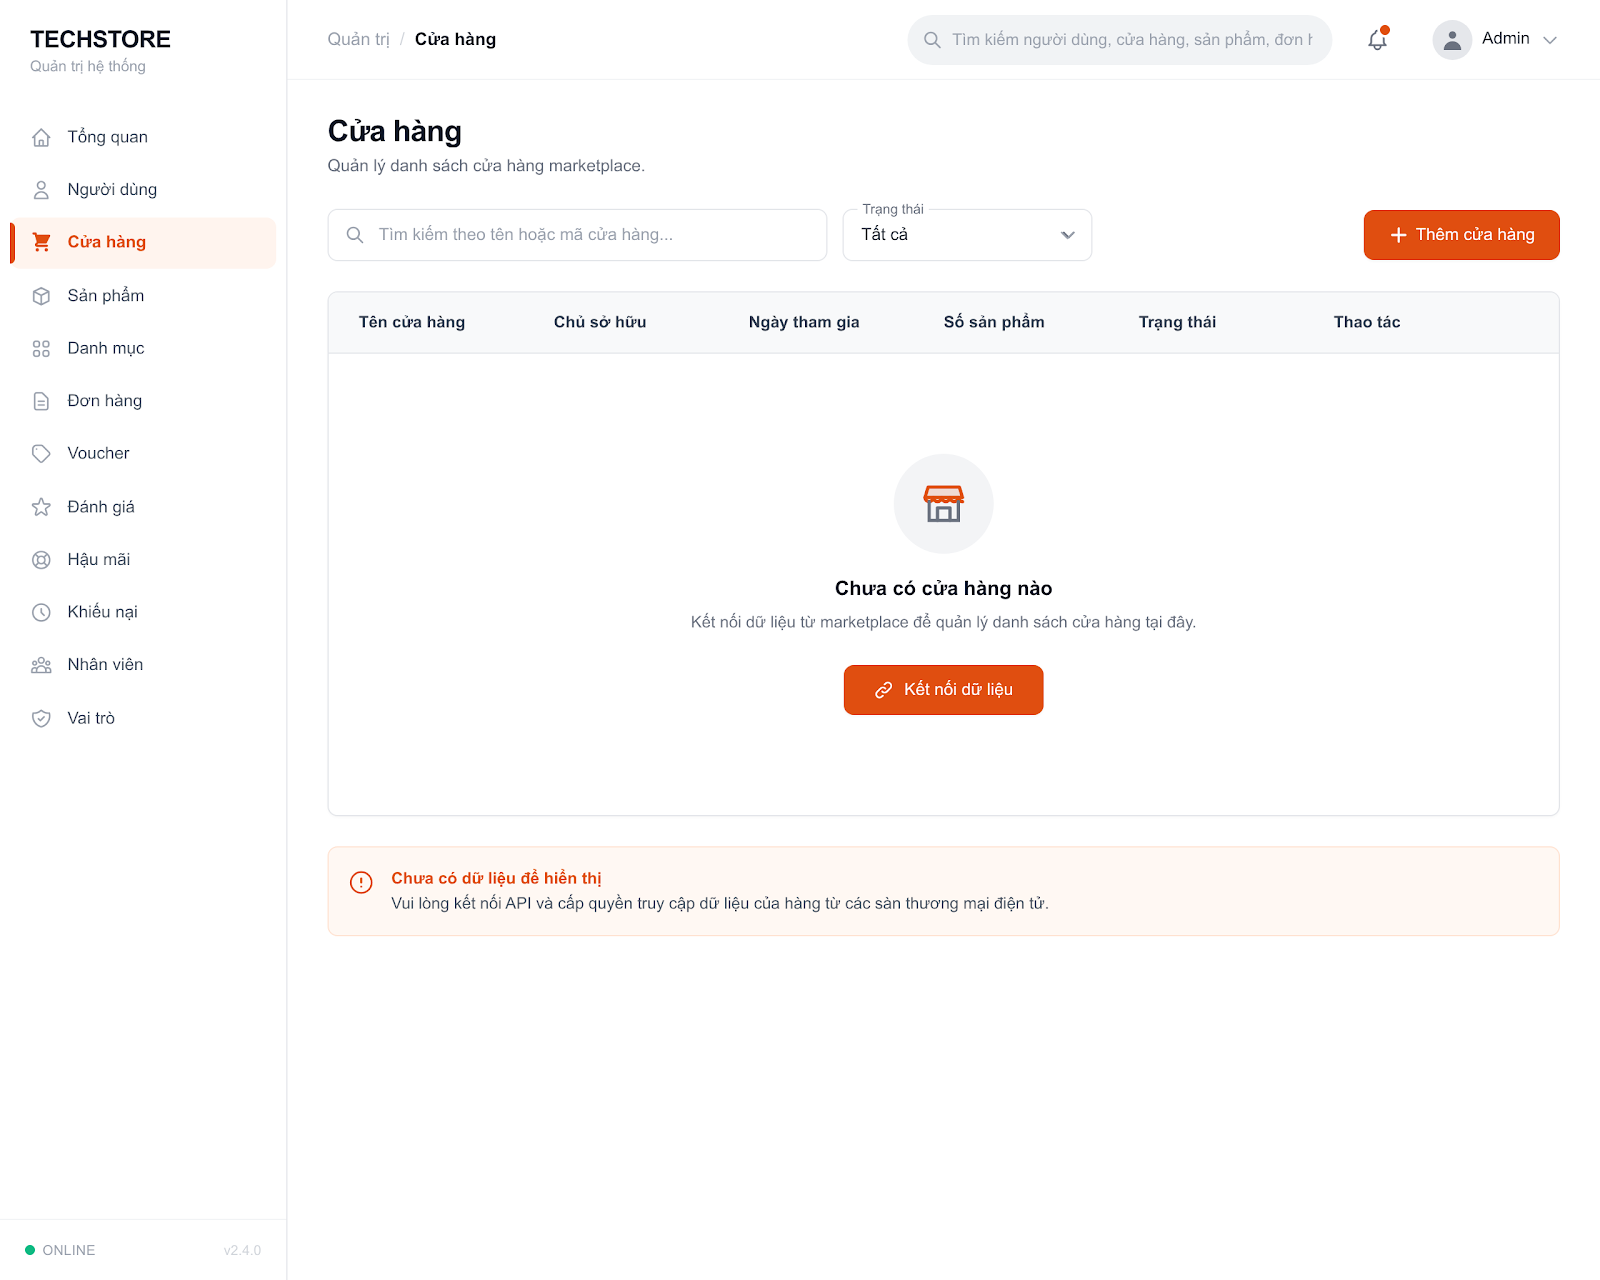 TECHSTORE
Quản trị hệ thống
Tổng quan
Người dùng
Cửa hàng
Sản phẩm
Danh mục
Đơn hàng
Voucher
Đánh giá
Hậu mãi
Khiếu nại
Nhân viên
Vai trò
ONLINE
v2.4.0
Quản trị / Cửa hàng
Tìm kiếm người dùng, cửa hàng, sản phẩm, đơn h
Admin
Cửa hàng
Quản lý danh sách cửa hàng marketplace.
Tìm kiếm theo tên hoặc mã cửa hàng...
Trạng thái
Tất cả
Thêm cửa hàng
Tên cửa hàng Chủ sở hữu Ngày tham gia Số sản phẩm Trạng thái Thao tác
Chưa có cửa hàng nào
Kết nối dữ liệu từ marketplace để quản lý danh sách cửa hàng tại đây.
Kết nối dữ liệu
Chưa có dữ liệu để hiển thị
Vui lòng kết nối API và cấp quyền truy cập dữ liệu của hàng từ các sàn thương mại điện tử.